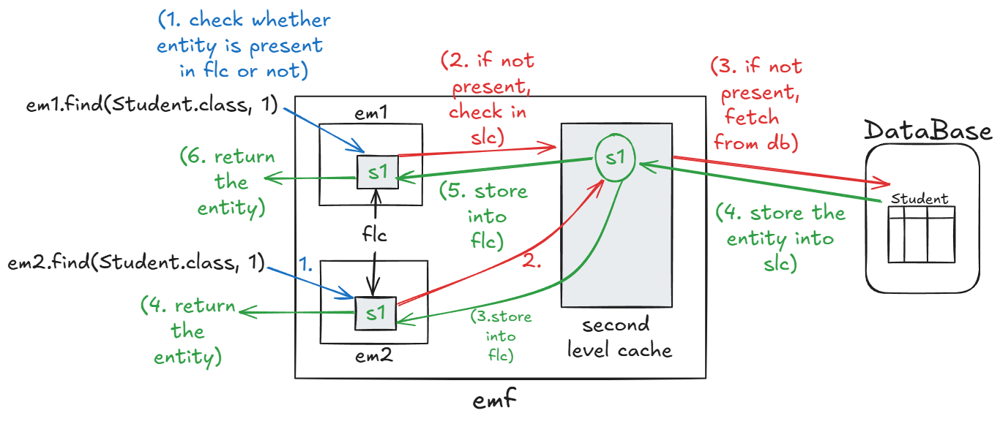 (1. check whether
entity is present
in flc or not)
(2. if not
present,
check in
slc)
(3. if not
present,
fetch
from db)
em1.find(Student.class, 1)
em1
DataBase
(6. return
the
entity)
s1
s1
(5. store
into
flc)
Student
(4. store the
entity into
slc)
flc
em2.find(Student.class, 1)
1.
2.
(4. return
the
entity)
s1
(3.store
into
flc)
em2
second
level cache
emf